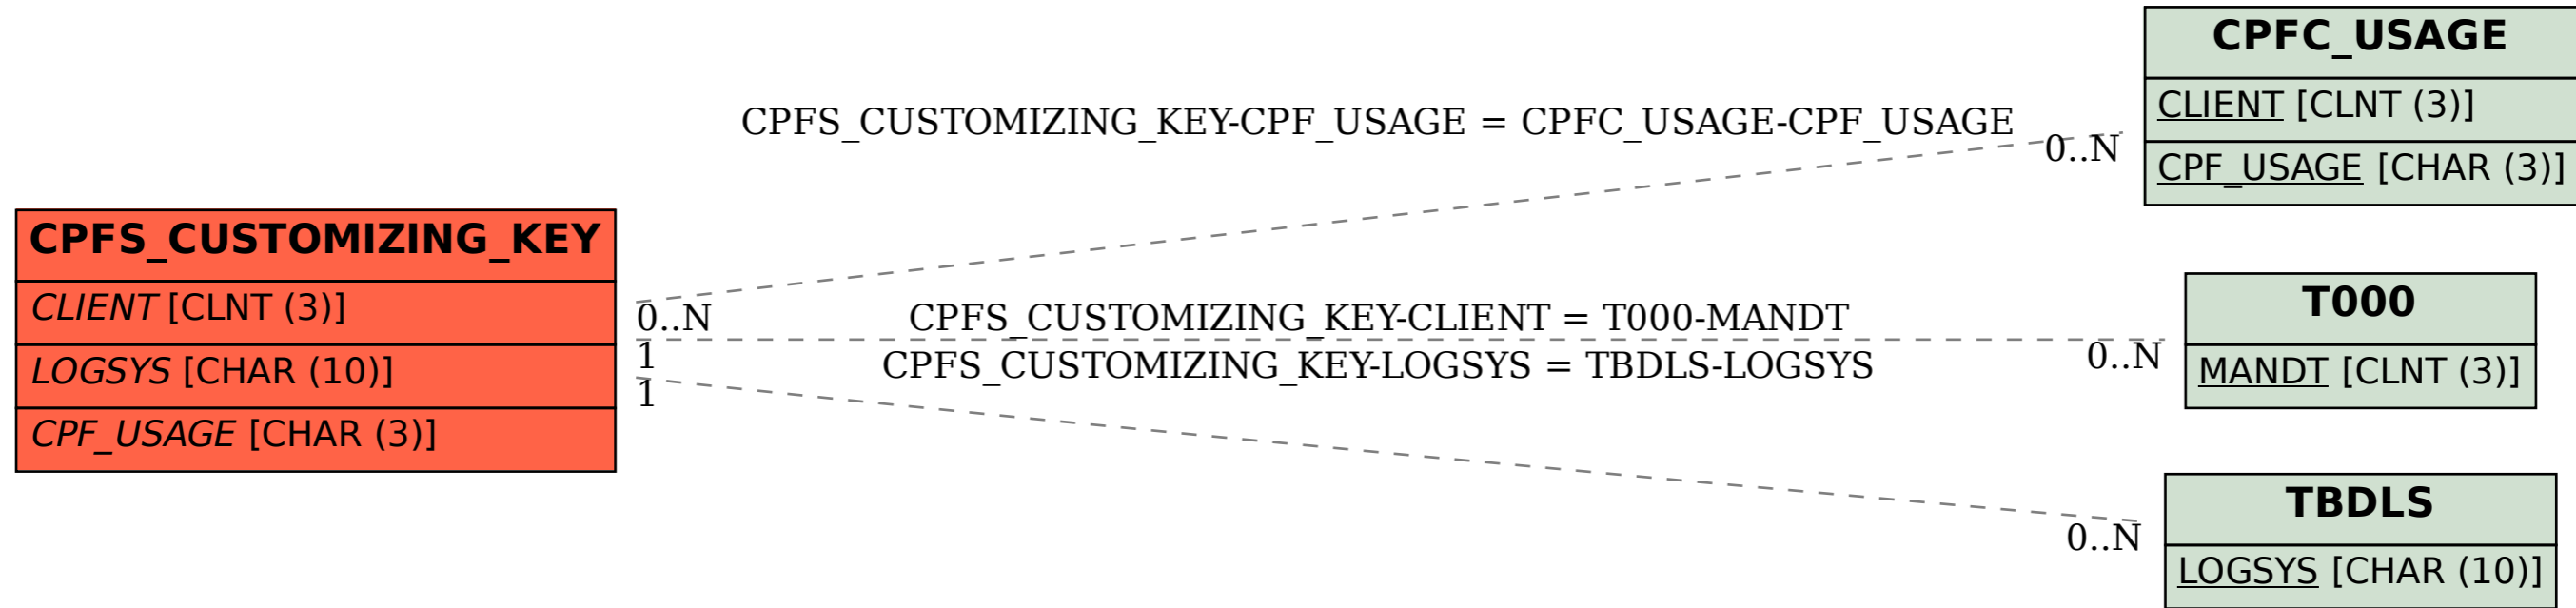 CPFC_USAGE
CLIENT [CLNT (3)]
CPF_USAGE [CHAR (3)]
CPFS_CUSTOMIZING_KEY-CPF_USAGE = CPFC_USAGE-CPF_USAGE
0..N
CPFS_CUSTOMIZING_KEY
CLIENT [CLNT (3)]
LOGSYS [CHAR (10)]
CPF_USAGE [CHAR (3)]
0..N
CPFS_CUSTOMIZING_KEY-CLIENT = T000-MANDT
1
0..N
CPFS_CUSTOMIZING_KEY-LOGSYS = TBDLS-LOGSYS
1
0..N
T000
MANDT [CLNT (3)]
TBDLS
LOGSYS [CHAR (10)]